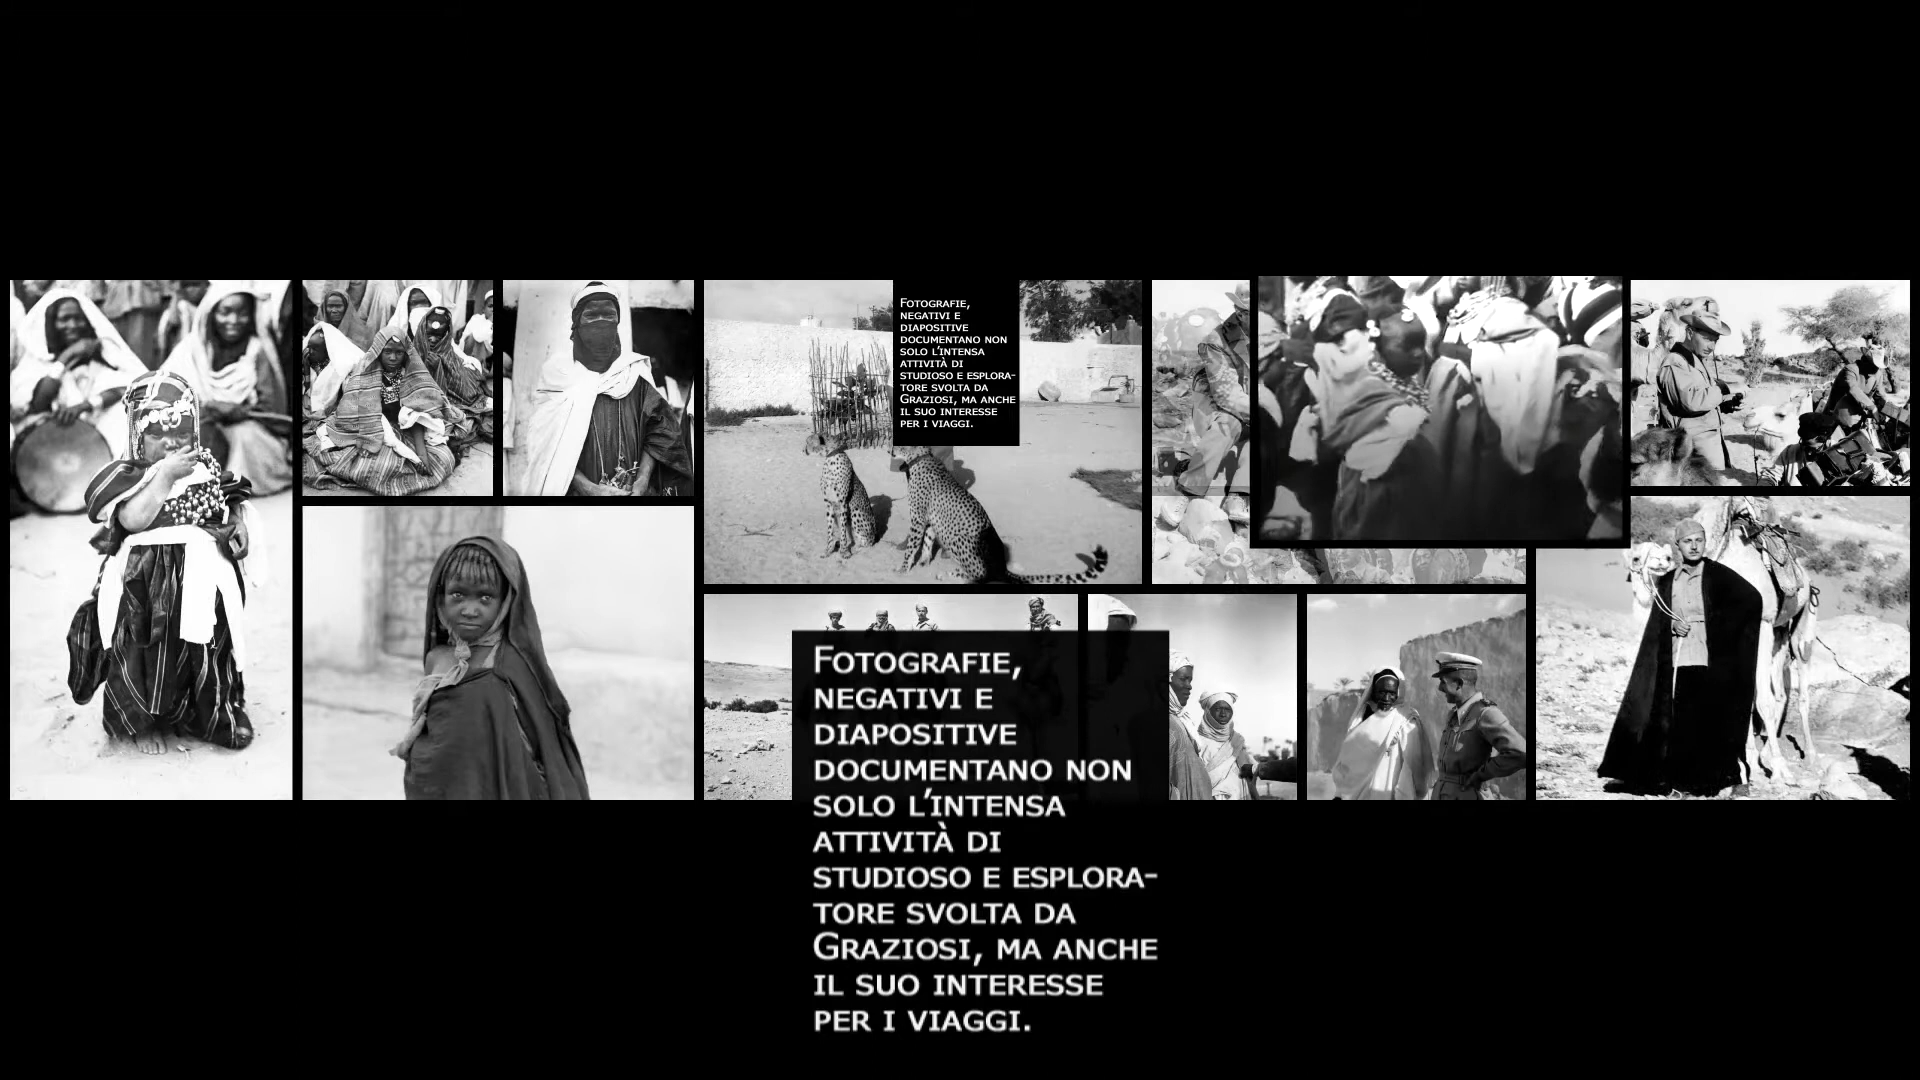 Fotografie,
negativi e
diapositive
documentano non
solo l'intensa
attività di
studioso e esplora-
tore svolta da
Graziosi, ma anche
il suo interesse
per i viaggi.
Fotografie,
negativi e
diapositive
documentano non
solo l'intensa
attività di
studioso e esplora-
tore svolta da
Graziosi, ma anche
il suo interesse
per i viaggi.